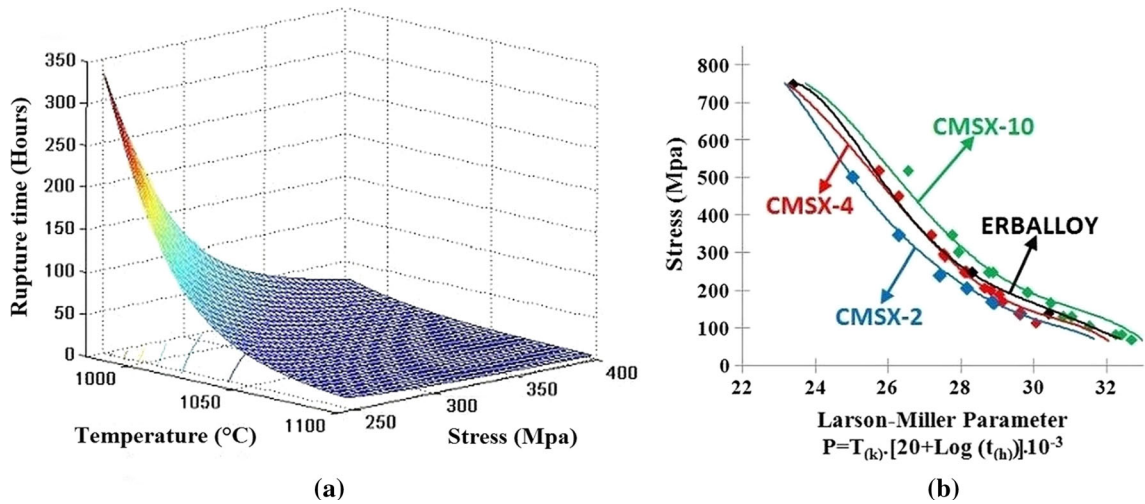 350
300
250
200
150
100
50
0
Rupture time (Hours)
1000
1050
1100
Temperature (°C)
250
300
350
400
Stress (Mpa)
(a)
800
700
600
500
400
300
200
100
0
Stress (Mpa)
CMSX-10
CMSX-4
ERBALLOY
CMSX-2
22 24 26 28 30 32
Larson-Miller Parameter
P=T(k).[20+Log (t(h))].10-3
(b)